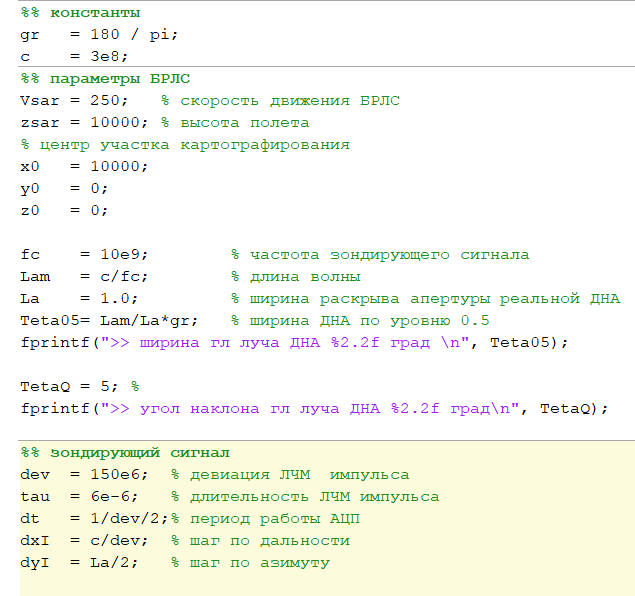 %% константы
gr   = 180 / pi;
c    = 3e8;
%% параметры БРЛС
Vsar = 250;   % скорость движения БРЛС
zsar = 10000; % высота полета
% центр участка картографирования
x0   = 10000;
y0   = 0;
z0   = 0;
fc    = 10e9;        % частота зондирующего сигнала
Lam   = c/fc;        % длина волны
La    = 1.0;         % ширина раскрыва апертуры реальной ДНА
Teta05= Lam/La*gr;   % ширина ДНА по уровню 0.5
fprintf(">> ширина гл луча ДНА %2.2f град \n", Teta05);
TetaQ = 5; %
fprintf(">> угол наклона гл луча ДНА %2.2f град\n", TetaQ);
%% зондирующий сигнал
dev  = 150e6;  % девиация ЛЧМ  импульса
tau  = 6e-6;   % длительность ЛЧМ импульса
dt   = 1/dev/2;% период работы АЦП
dxI  = c/dev;  % шаг по дальности
dyI  = La/2;   % шаг по азимуту